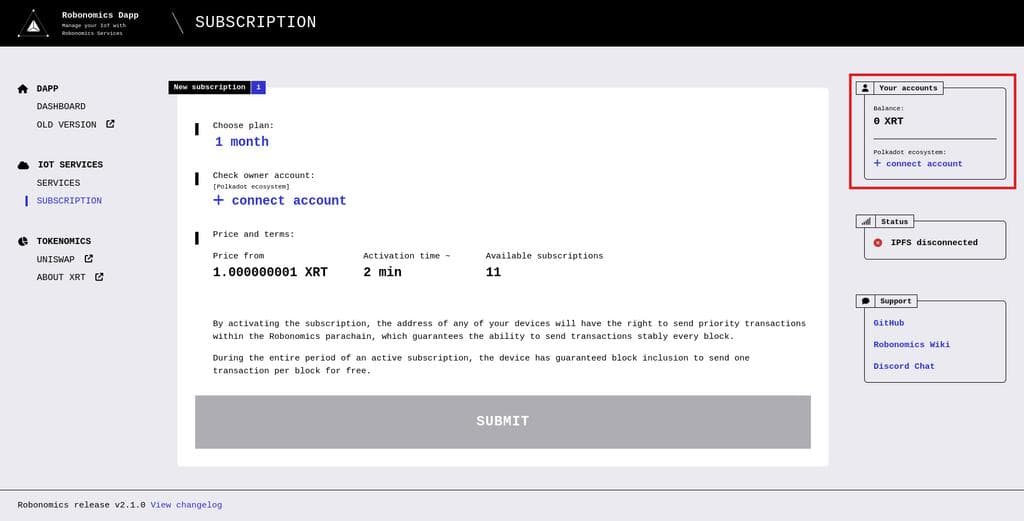 Robonomics Dapp
Manage your IoT with
Robonomics Services
SUBSCRIPTION
DAPP
DASHBOARD
OLD VERSION
IOT SERVICES
SERVICES
SUBSCRIPTION
TOKENOMICS
UNISWAP
ABOUT XRT
New subscription 1
Choose plan:
1 month
Check owner account:
[Polkadot ecosystem]
+ connect account
Price and terms:
Price from Activation time ~ Available subscriptions
1.000000001 XRT 2 min 11
By activating the subscription, the address of any of your devices will have the right to send priority transactions
within the Robonomics parachain, which guarantees the ability to send transactions stably every block.
During the entire period of an active subscription, the device has guaranteed block inclusion to send one
transaction per block for free.
SUBMIT
Your accounts
Balance:
0 XRT
Polkadot ecosystem:
+ connect account
Status
IPFS disconnected
Support
GitHub
Robonomics Wiki
Discord Chat
Robonomics release v2.1.0 View changelog